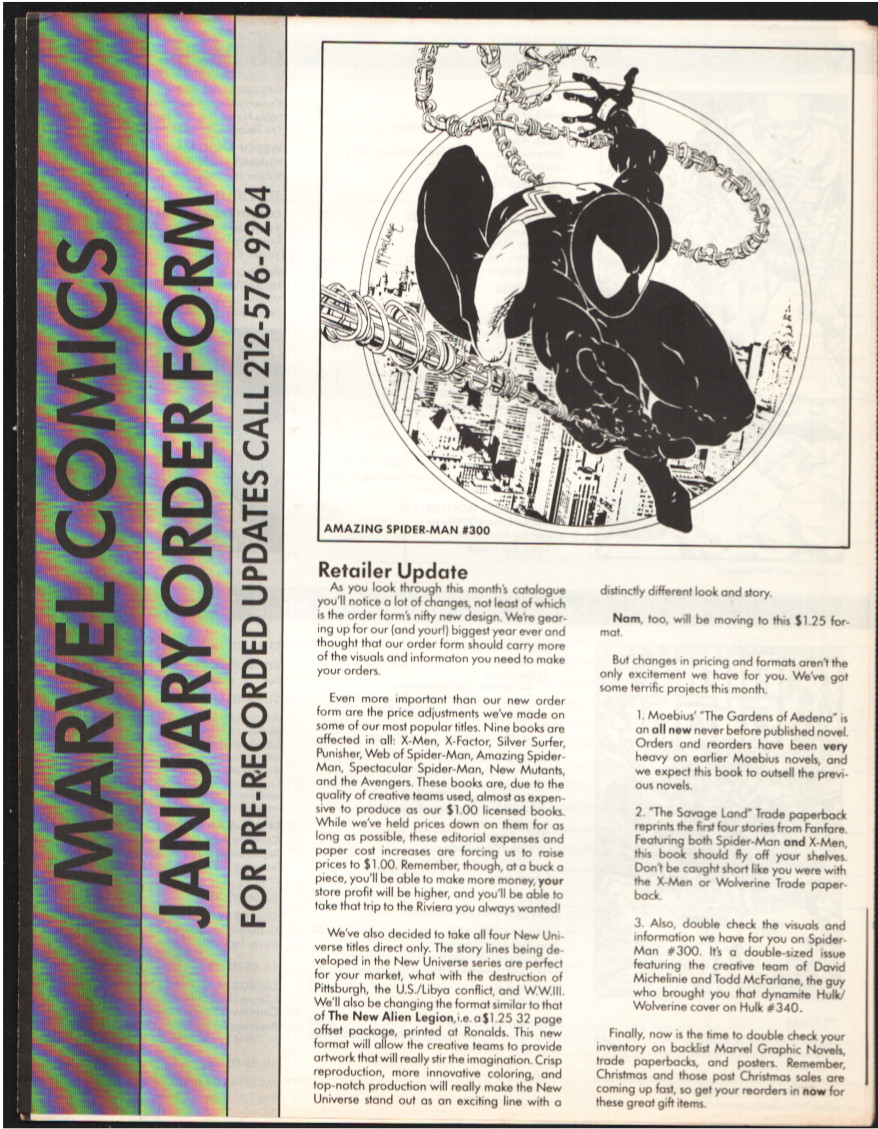 MARVEL COMICS
JANUARY ORDER FORM
FOR PRE-RECORDED UPDATES CALL 212-576-9264
McFARLANE
AMAZING SPIDER-MAN #300
Retailer Update
As you look through this month's catalogue
you'll notice a lot of changes, not least of which
is the order form's nifty new design. We're gear-
ing up for our (and your!) biggest year ever and
thought that our order form should carry more
of the visuals and informaton you need to make
your orders.
Even more important than our new order
form are the price adjustments we've made on
some of our most popular titles. Nine books are
affected in all: X-Men, X-Factor, Silver Surfer,
Punisher, Web of Spider-Man, Amazing Spider-
Man, Spectacular Spider-Man, New Mutants,
and the Avengers. These books are, due to the
quality of creative teams used, almost as expen-
sive to produce as our $1.00 licensed books.
While we've held prices down on them for as
long as possible, these editorial expenses and
paper cost increases are forcing us to raise
prices to $1.00. Remember, though, at a buck a
piece, you'll be able to make more money, your
store profit will be higher, and you'll be able to
take that trip to the Riviera you always wanted!
We've also decided to take all four New Uni-
verse titles direct only. The story lines being de-
veloped in the New Universe series are perfect
for your market, what with the destruction of
Pittsburgh, the U.S./Libya conflict, and W.W.III.
We'll also be changing the format similar to that
of The New Alien Legion, i.e. a $1.25 32 page
offset package, printed at Ronalds. This new
format will allow the creative teams to provide
artwork that will really stir the imagination. Crisp
reproduction, more innovative coloring, and
top-notch production will really make the New
Universe stand out as an exciting line with a
distinctly different look and story.
Nam, too, will be moving to this $1.25 for-
mat.
But changes in pricing and formats aren't the
only excitement we have for you. We've got
some terrific projects this month.
1. Moebius' "The Gardens of Aedena" is
an all new never before published novel.
Orders and reorders have been very
heavy on earlier Moebius novels, and
we expect this book to outsell the previ-
ous novels.
2. "The Savage Land" Trade paperback
reprints the first four stories from Fanfare.
Featuring both Spider-Man and X-Men,
this book should fly off your shelves.
Don't be caught short like you were with
the X-Men or Wolverine Trade paper-
back.
3. Also, double check the visuals and
information we have for you on Spider-
Man #300. It's a double-sized issue
featuring the creative team of David
Michelinie and Todd McFarlane, the guy
who brought you that dynamite Hulk/
Wolverine cover on Hulk #340.
Finally, now is the time to double check your
inventory on backlist Marvel Graphic Novels,
trade paperbacks, and posters. Remember,
Christmas and those post Christmas sales are
coming up fast, so get your reorders in now for
these great gift items.